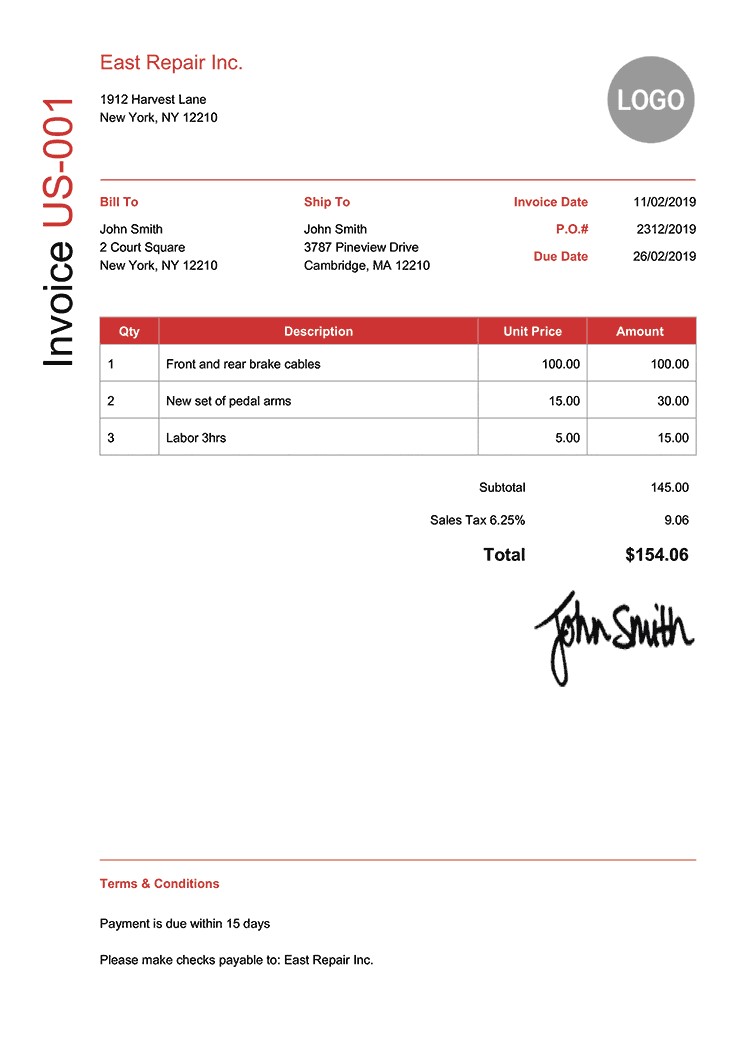 East Repair Inc.
1912 Harvest Lane
New York, NY 12210
LOGO
Invoice US-001
Bill To
John Smith
2 Court Square
New York, NY 12210
Ship To
John Smith
3787 Pineview Drive
Cambridge, MA 12210
Invoice Date 11/02/2019
P.O.# 2312/2019
Due Date 26/02/2019
Qty Description Unit Price Amount
1 Front and rear brake cables 100.00 100.00
2 New set of pedal arms 15.00 30.00
3 Labor 3hrs 5.00 15.00
Subtotal 145.00
Sales Tax 6.25% 9.06
Total $154.06
John Smith
Terms & Conditions
Payment is due within 15 days
Please make checks payable to: East Repair Inc.